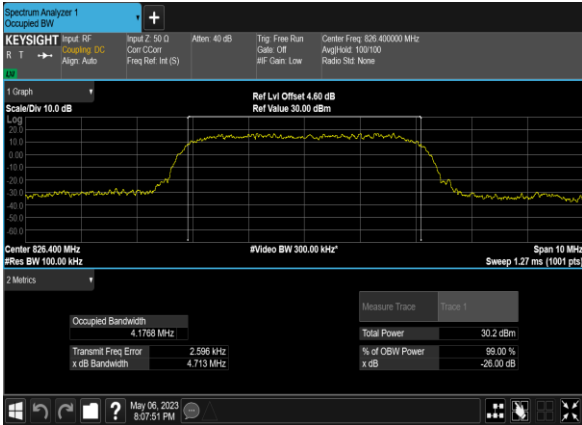 Spectrum Analyzer 1
Occupied BW
+
KEYSIGHT Input: RF Input Z: 50 Ω Atten: 40 dB Trig: Free Run Center Freq: 826.400000 MHz
R T Coupling: DC Corr CCorr Gate: Off Avg|Hold: 100/100
Align: Auto Freq Ref: Int (S) #IF Gain: Low Radio Std: None
1 Graph Ref Lvl Offset 4.60 dB
Scale/Div 10.0 dB Ref Value 30.00 dBm
Log
20.0
10.0
0.00
-10.0
-20.0
-30.0
-40.0
-50.0
-60.0
Center 826.400 MHz #Video BW 300.00 kHz* Span 10 MHz
#Res BW 100.00 kHz Sweep 1.27 ms (1001 pts)
2 Metrics
Measure Trace Trace 1
Occupied Bandwidth
4.1768 MHz Total Power 30.2 dBm
Transmit Freq Error 2.596 kHz % of OBW Power 99.00 %
x dB Bandwidth 4.713 MHz x dB -26.00 dB
? May 06, 2023
8:07:51 PM